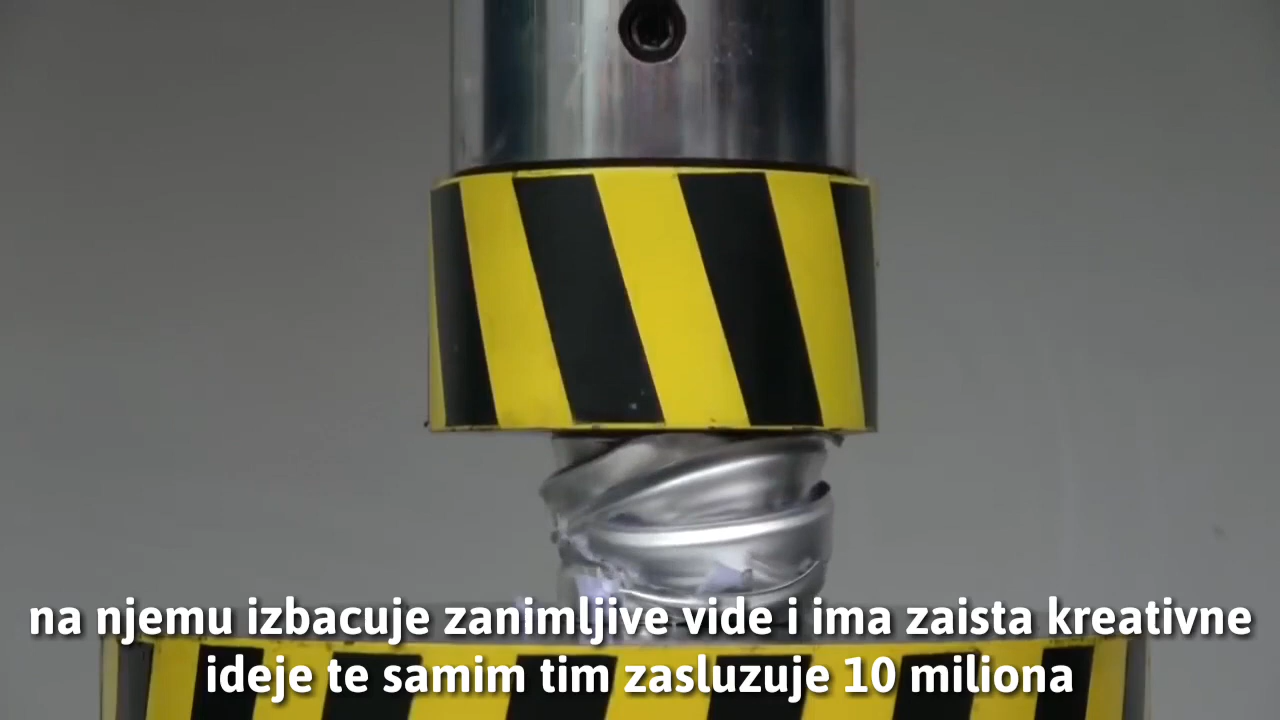 na njemu izbacuje zanimljive vide i ima zaista kreativne
ideje te samim tim zasluzuje 10 miliona